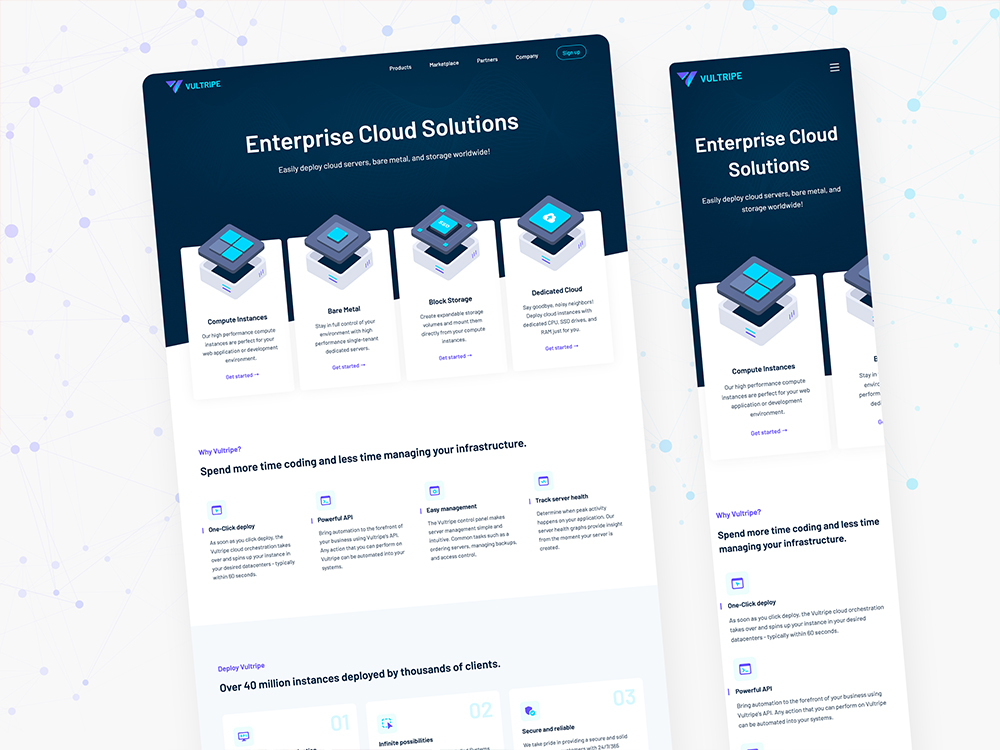 VULTRIPE
Products
Marketplace
Partners
Company
Sign up
Enterprise Cloud Solutions
Easily deploy cloud servers, bare metal, and storage worldwide!
SSD
Compute Instances
Our high performance compute
instances are perfect for your
web application or development
environment.
Get started →
Bare Metal
Stay in full control of your
environment with high
performance single-tenant
dedicated servers.
Get started →
Block Storage
Create expandable storage
volumes and mount them
directly from your compute
instances.
Get started →
Dedicated Cloud
Say goodbye, noisy neighbors!
Deploy cloud instances with
dedicated CPU, SSD drives, and
RAM just for you.
Get started →
Why Vultripe?
Spend more time coding and less time managing your infrastructure.
One-Click deploy
As soon as you click deploy, the
Vultripe cloud orchestration takes
over and spins up your instance in
your desired datacenters - typically
within 60 seconds.
Powerful API
Bring automation to the forefront of
your business using Vultripe's API.
Any action that you can perform on
Vultripe can be automated into your
systems.
Easy management
The Vultripe control panel makes
server management simple and
intuitive. Common tasks such as a
ordering servers, managing backups,
and access control.
Track server health
Determine when peak activity
happens on your application. Our
server health graphs provide insight
from the moment your server is
created.
Deploy Vultripe
Over 40 million instances deployed by thousands of clients.
01
02
Infinite possibilities
03
Secure and reliable
We take pride in providing a secure and solid
VULTRIPE
Enterprise Cloud
Solutions
Easily deploy cloud servers, bare metal, and
storage worldwide!
Compute Instances
Our high performance compute
instances are perfect for your web
application or development
environment.
Get started →
Stay in
Why Vultripe?
Spend more time coding and less time
managing your infrastructure.
One-Click deploy
As soon as you click deploy, the Vultripe cloud orchestration
takes over and spins up your instance in your desired
datacenters - typically within 60 seconds.
Powerful API
Bring automation to the forefront of your business using
Vultripe's API. Any action that you can perform on Vultripe
can be automated into your systems.